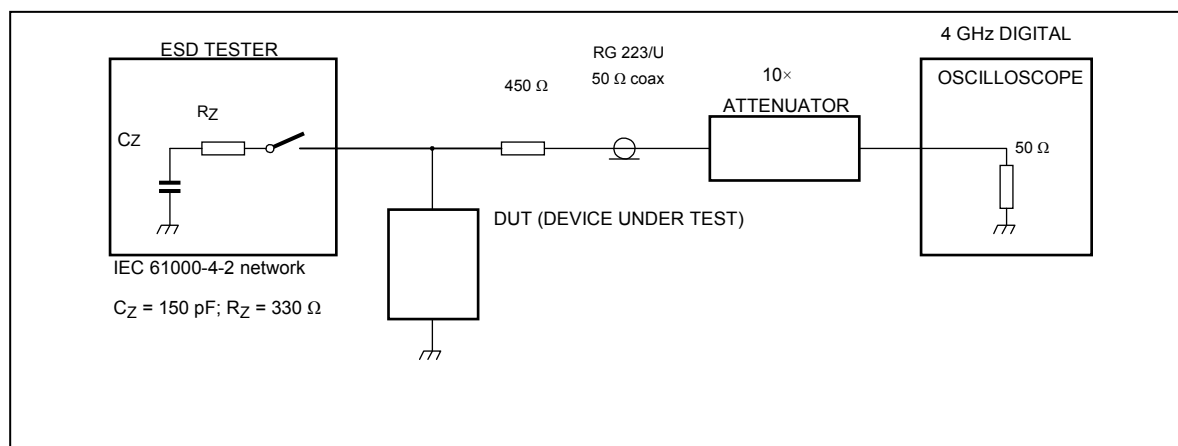 ESD TESTER
CZ
RZ
IEC 61000-4-2 network
CZ = 150 pF; RZ = 330 Ω
450 Ω
RG 223/U
50 Ω coax
10×
ATTENUATOR
4 GHz DIGITAL
OSCILLOSCOPE
50 Ω
DUT (DEVICE UNDER TEST)